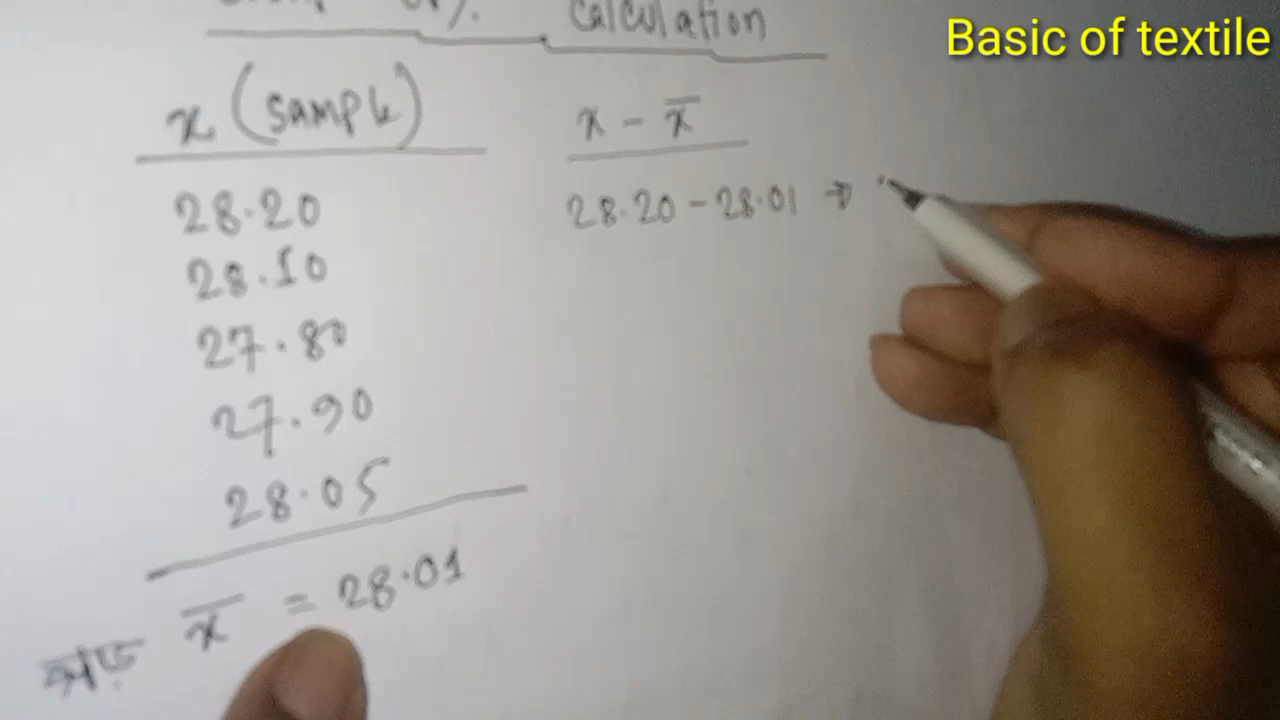 Basic of textile
Calculation
x (sample) x - x̄
28.20 28.20 - 28.01 ⇒
28.10
27.80
27.90
28.05
গড় x̄ = 28.01